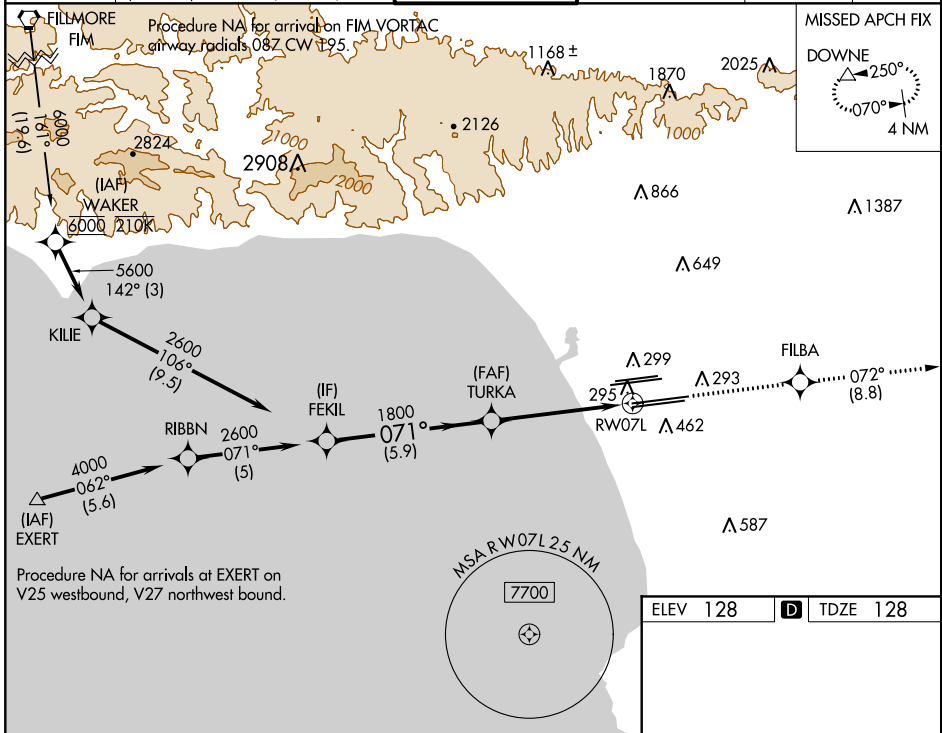 FILLMORE
FIM
Procedure NA for arrival on FIM VORTAC
airway radials 087 CW 195.
MISSED APCH FIX
DOWNE
250°
070°
4 NM
1168 ±
1870
2025
1000
6000
161°
(19.6)
2824
1000
2908
2000
2126
(IAF)
WAKER
6000 210K
866
1387
649
5600
142° (3)
KILIE
2600
106°
(9.5)
299
295
293
FILBA
072°
(8.8)
RW07L
462
(FAF)
TURKA
(IF)
FEKIL
1800
071°
(5.9)
RIBBN
2600
071°
(5)
4000
062°
(5.6)
(IAF)
EXERT
587
Procedure NA for arrivals at EXERT on
V25 westbound, V27 northwest bound.
MSA RW07L 25 NM
7700
ELEV 128 D TDZE 128